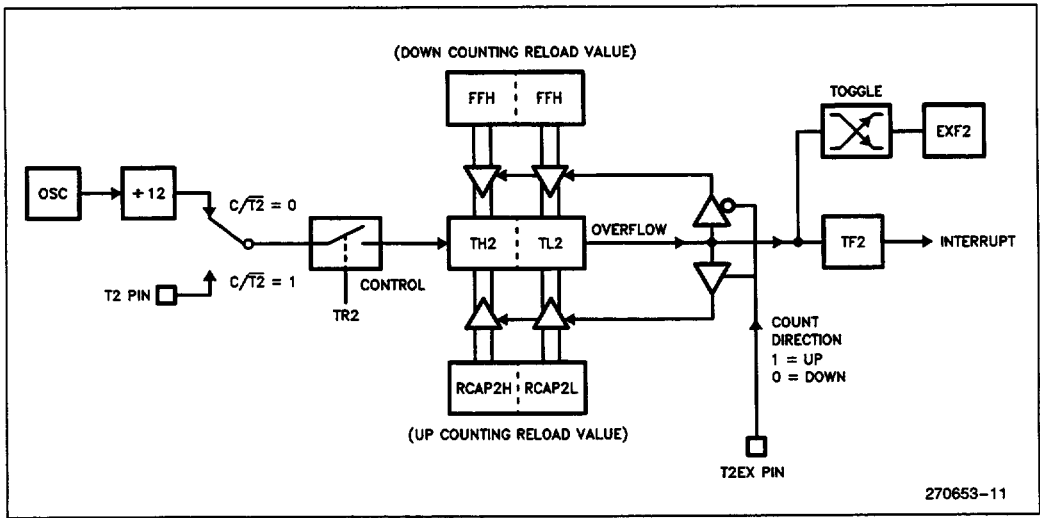 (DOWN COUNTING RELOAD VALUE)
FFH FFH
TOGGLE
EXF2
OSC
÷12
C/T2̅ = 0
TH2 TL2
OVERFLOW
TF2
INTERRUPT
T2 PIN
C/T2̅ = 1
CONTROL
TR2
COUNT
DIRECTION
1 = UP
0 = DOWN
RCAP2H RCAP2L
(UP COUNTING RELOAD VALUE)
T2EX PIN
270653-11